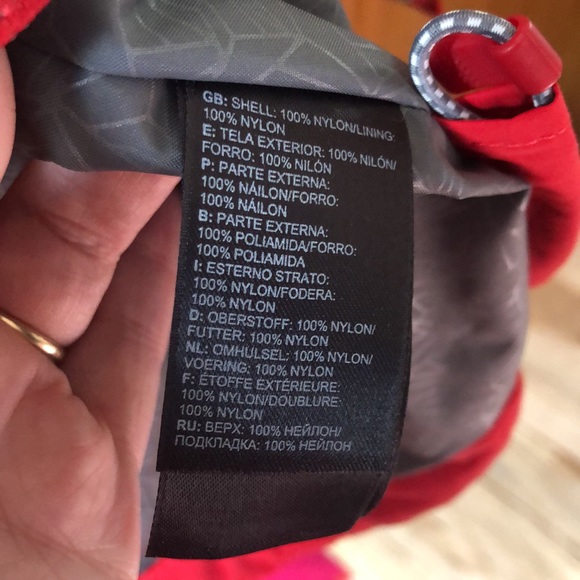 GB: SHELL: 100% NYLON/LINING:
100% NYLON
E: TELA EXTERIOR: 100% NILÓN/
FORRO: 100% NILÓN
P: PARTE EXTERNA:
100% NÁILON/FORRO:
100% NÁILON
B: PARTE EXTERNA:
100% POLIAMIDA/FORRO:
100% POLIAMIDA
I: ESTERNO STRATO:
100% NYLON/FODERA:
100% NYLON
D: OBERSTOFF: 100% NYLON/
FUTTER: 100% NYLON
NL: OMHULSEL: 100% NYLON/
VOERING: 100% NYLON
F: ÉTOFFE EXTÉRIEURE:
100% NYLON/DOUBLURE:
100% NYLON
RU: ВЕРХ: 100% НЕЙЛОН/
ПОДКЛАДКА: 100% НЕЙЛОН